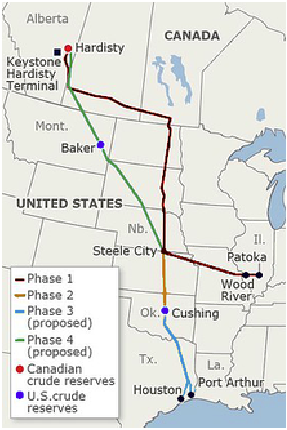 Alberta
CANADA
Hardisty
Keystone
Hardisty
Terminal
Mont.
Baker
UNITED STATES
Nb.
Il.
Steele City
Patoka
Wood
River
Phase 1
Phase 2
Phase 3
(proposed)
Phase 4
(proposed)
Canadian
crude reserves
U.S.crude
reserves
Ok.
Cushing
Tx.
La.
Houston
Port Arthur